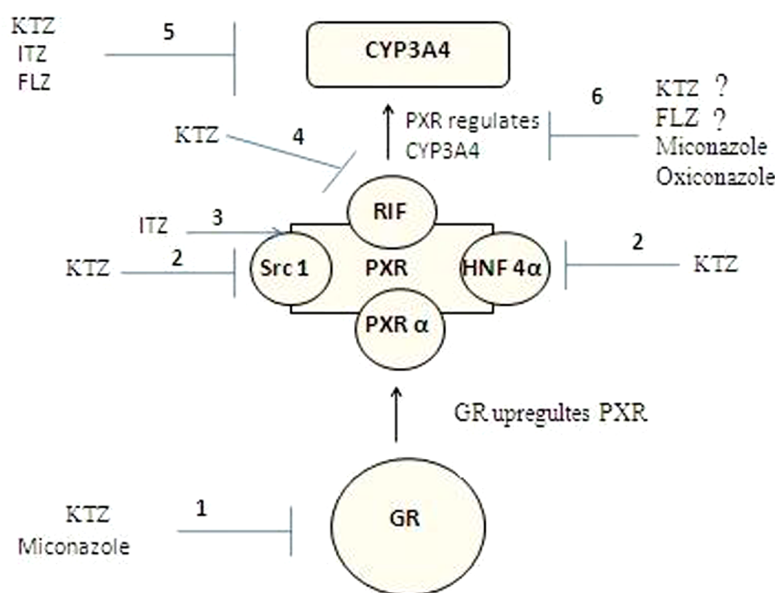 KTZ
ITZ
FLZ
5
CYP3A4
6
KTZ ?
FLZ ?
Miconazole
Oxiconazole
KTZ
4
PXR regulates
CYP3A4
RIF
ITZ
3
KTZ
2
Src 1
PXR
HNF 4α
2
KTZ
PXR α
GR upregultes PXR
KTZ
Miconazole
1
GR